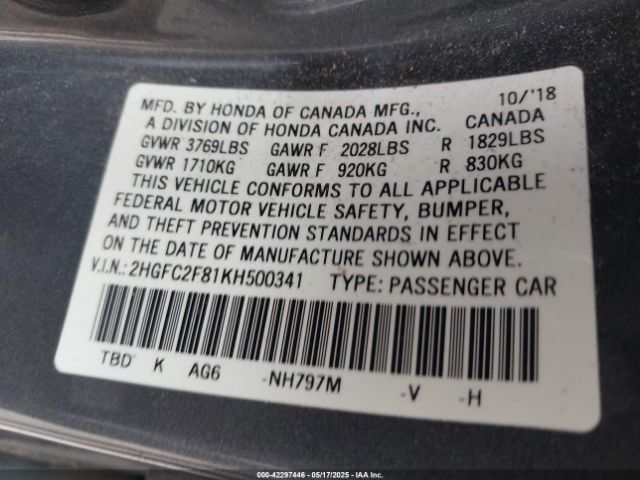 MFD. BY HONDA OF CANADA MFG., 10/'18
A DIVISION OF HONDA CANADA INC. CANADA
GVWR 3769LBS GAWR F 2028LBS R 1829LBS
GVWR 1710KG GAWR F 920KG R 830KG
THIS VEHICLE CONFORMS TO ALL APPLICABLE
FEDERAL MOTOR VEHICLE SAFETY, BUMPER,
AND THEFT PREVENTION STANDARDS IN EFFECT
ON THE DATE OF MANUFACTURE SHOWN ABOVE.
V.I.N.: 2HGFC2F81KH500341 TYPE: PASSENGER CAR
TBD K AG6 -NH797M -V -H
000-42297446 - 05/17/2025 - IAA Inc.